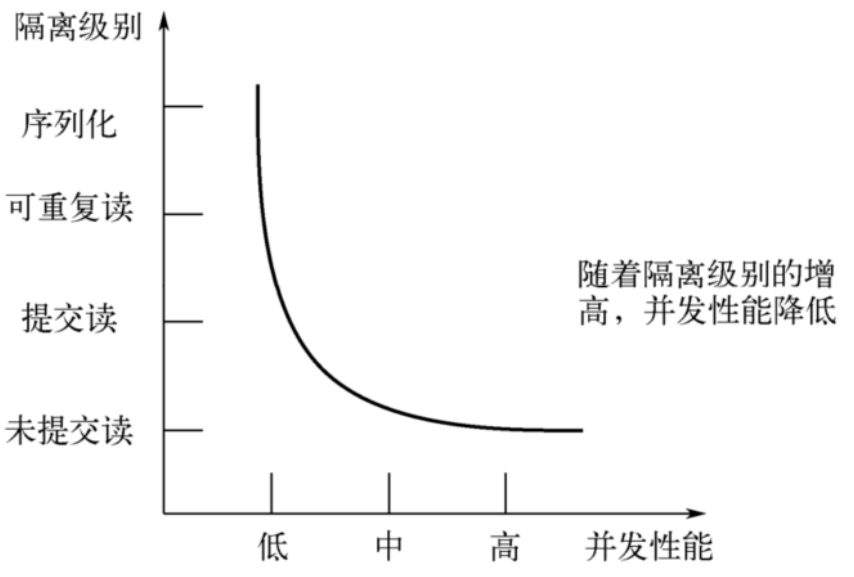 隔离级别
序列化
可重复读
提交读
未提交读
随着隔离级别的增
高，并发性能降低
低
中
高
并发性能